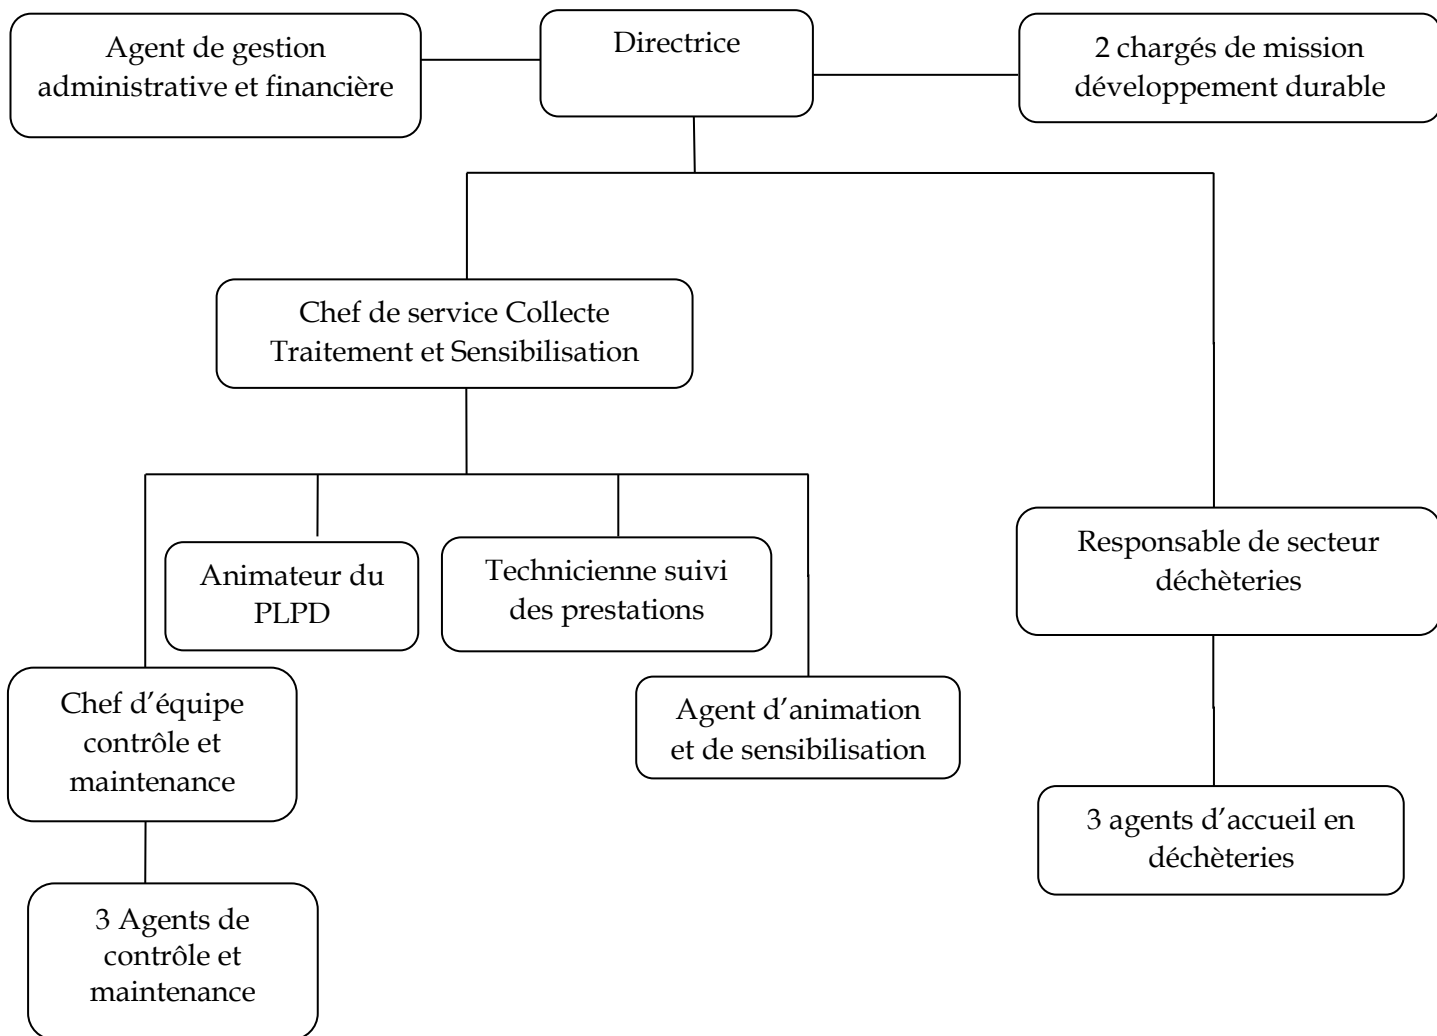 Agent de gestion
administrative et financière
Directrice
2 chargés de mission
développement durable
Chef de service Collecte
Traitement et Sensibilisation
Animateur du
PLPD
Technicienne suivi
des prestations
Responsable de secteur
déchèteries
Chef d’équipe
contrôle et
maintenance
Agent d’animation
et de sensibilisation
3 agents d’accueil en
déchèteries
3 Agents de
contrôle et
maintenance